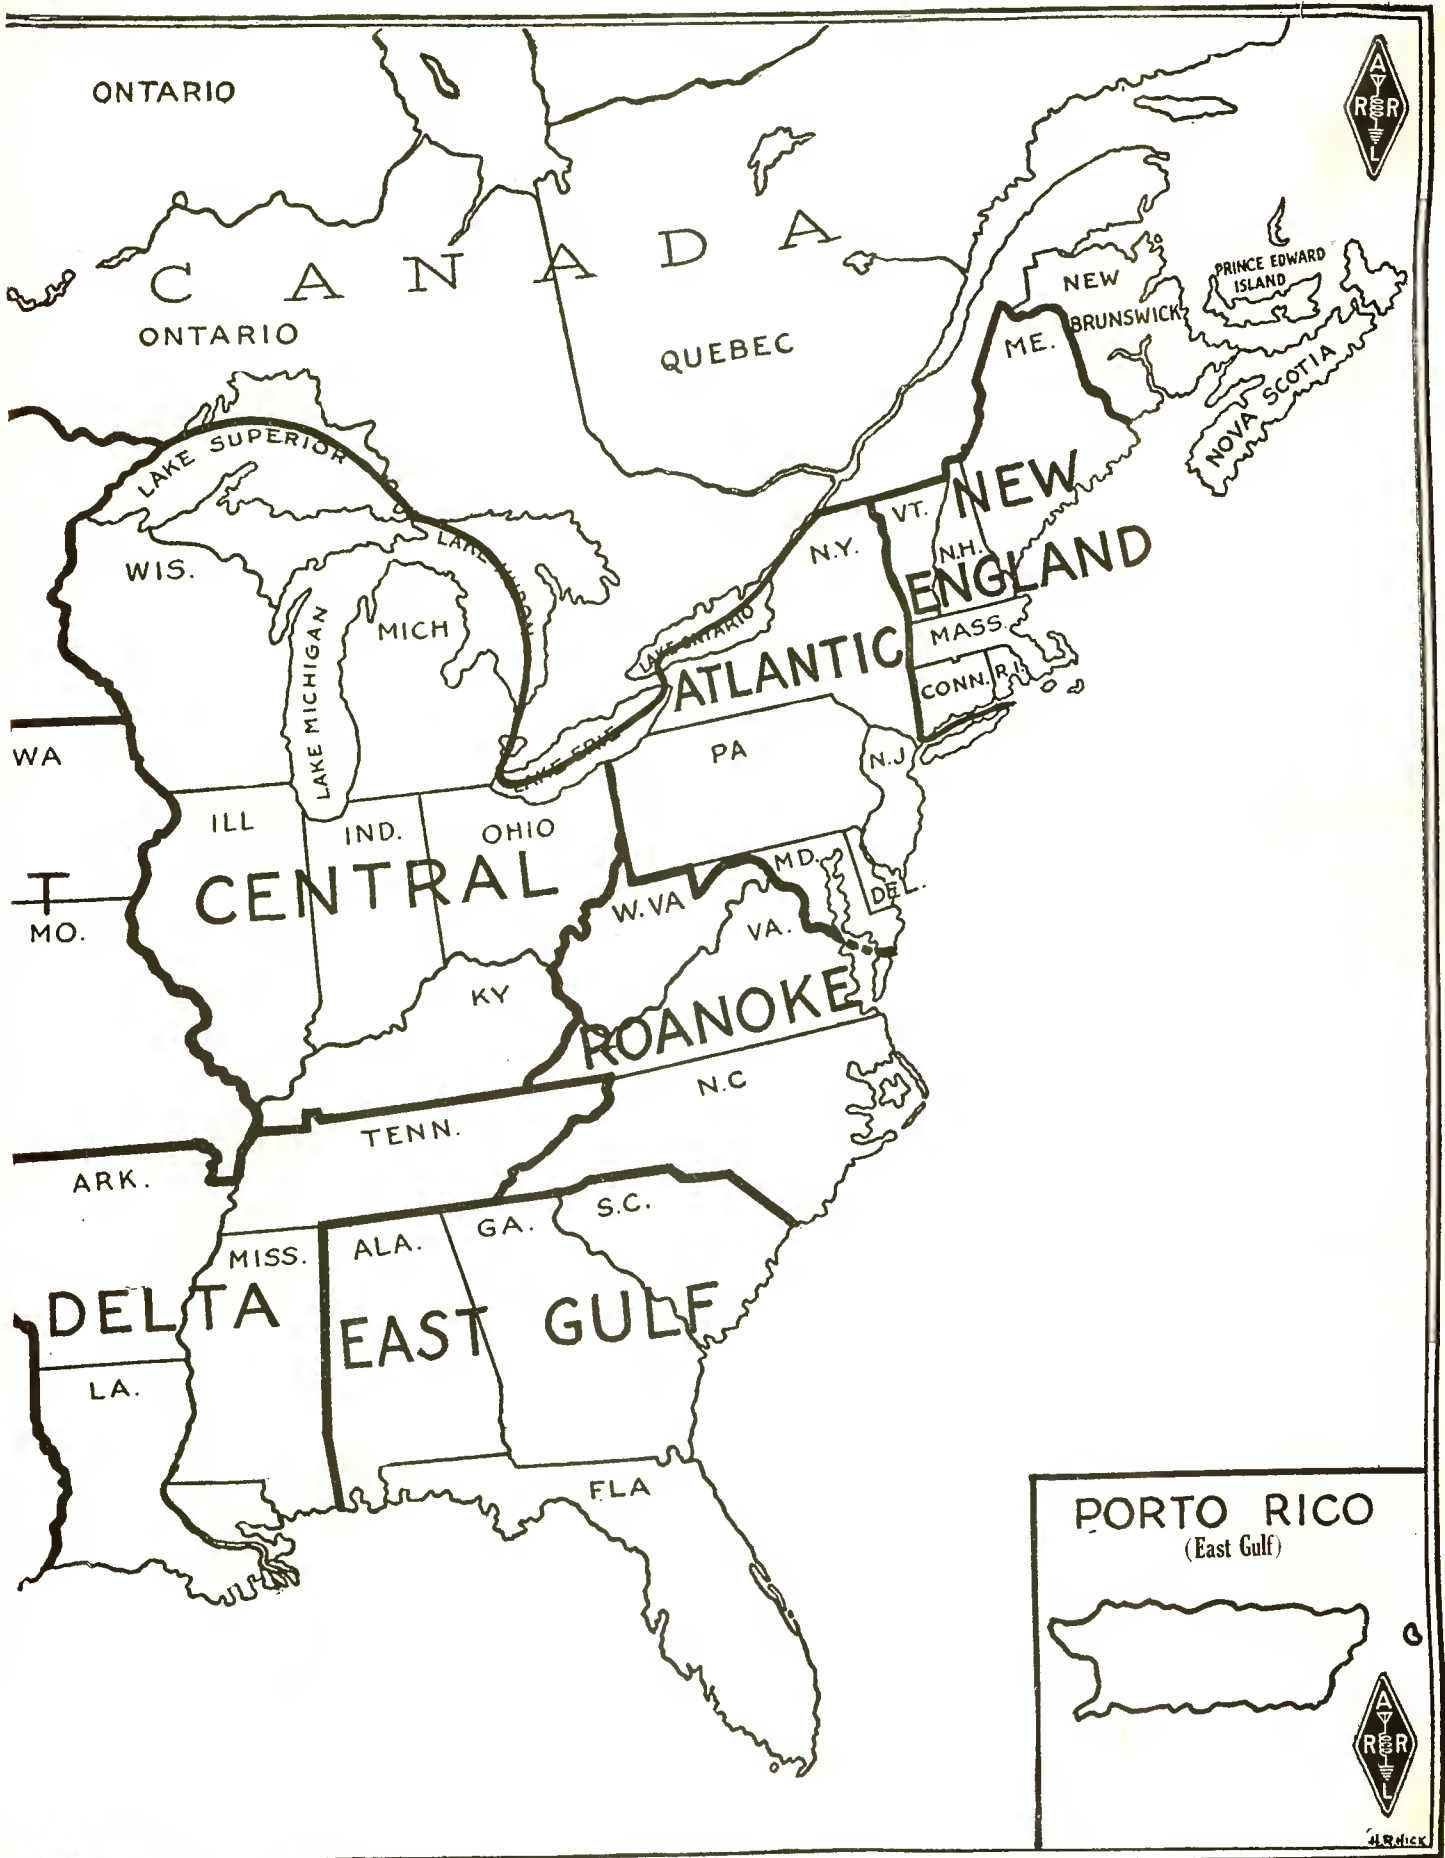 ONTARIO
A
R R
L
C A N A D A
PRINCE EDWARD
ISLAND
NEW
BRUNSWICK
ONTARIO
QUEBEC
ME.
NOVA SCOTIA
LAKE SUPERIOR
NEW
ENGLAND
VT.
N.H.
N.Y.
LAKE HURON
WIS.
MICH
LAKE MICHIGAN
LAKE ONTARIO
MASS.
CONN.
R.I.
ATLANTIC
LAKE ERIE
WA
PA
N.J
ILL
IND.
OHIO
CENTRAL
MD.
DEL.
T
MO.
W.VA
VA.
KY
ROANOKE
N.C
TENN.
ARK.
S.C.
GA.
ALA.
MISS.
DELTA
EAST GULF
LA.
FLA
PORTO RICO
(East Gulf)
A
R R
L
H.R.HICK